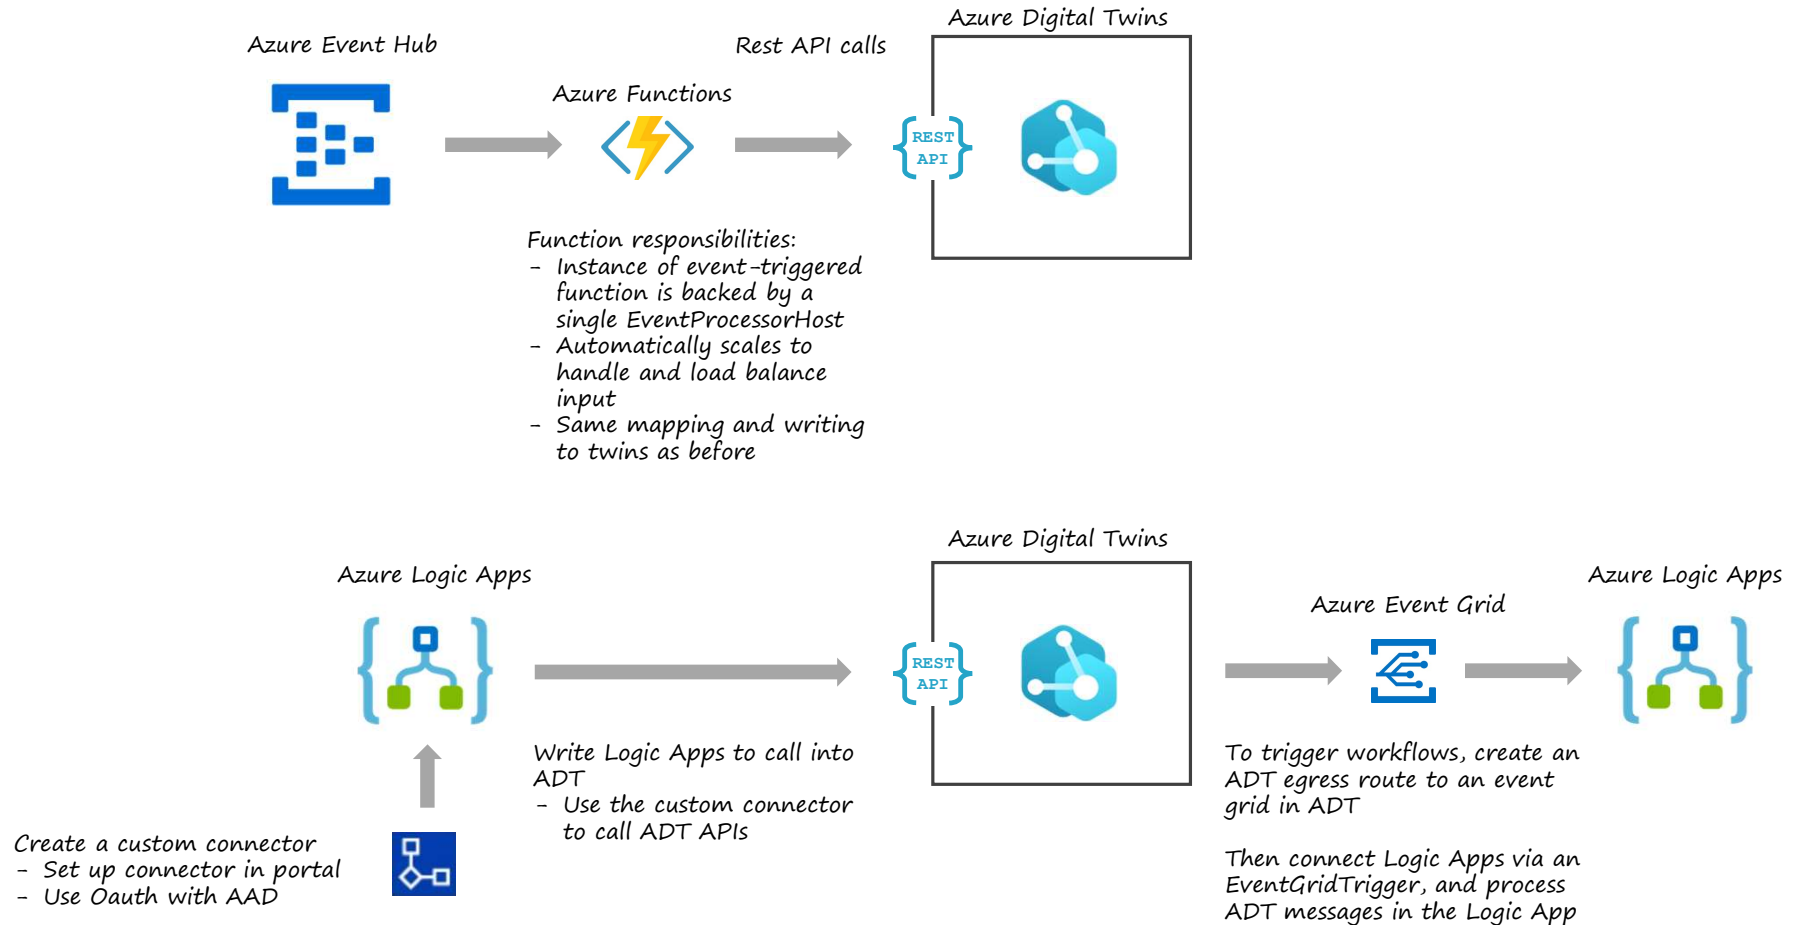 Azure Event Hub
Azure Functions
Rest API calls
Azure Digital Twins
REST
API
Function responsibilities:
- Instance of event-triggered
function is backed by a
single EventProcessorHost
- Automatically scales to
handle and load balance
input
- Same mapping and writing
to twins as before
Azure Logic Apps
Azure Digital Twins
REST
API
Azure Event Grid
Azure Logic Apps
Create a custom connector
- Set up connector in portal
- Use Oauth with AAD
Write Logic Apps to call into
ADT
- Use the custom connector
to call ADT APIs
To trigger workflows, create an
ADT egress route to an event
grid in ADT
Then connect Logic Apps via an
EventGridTrigger, and process
ADT messages in the Logic App